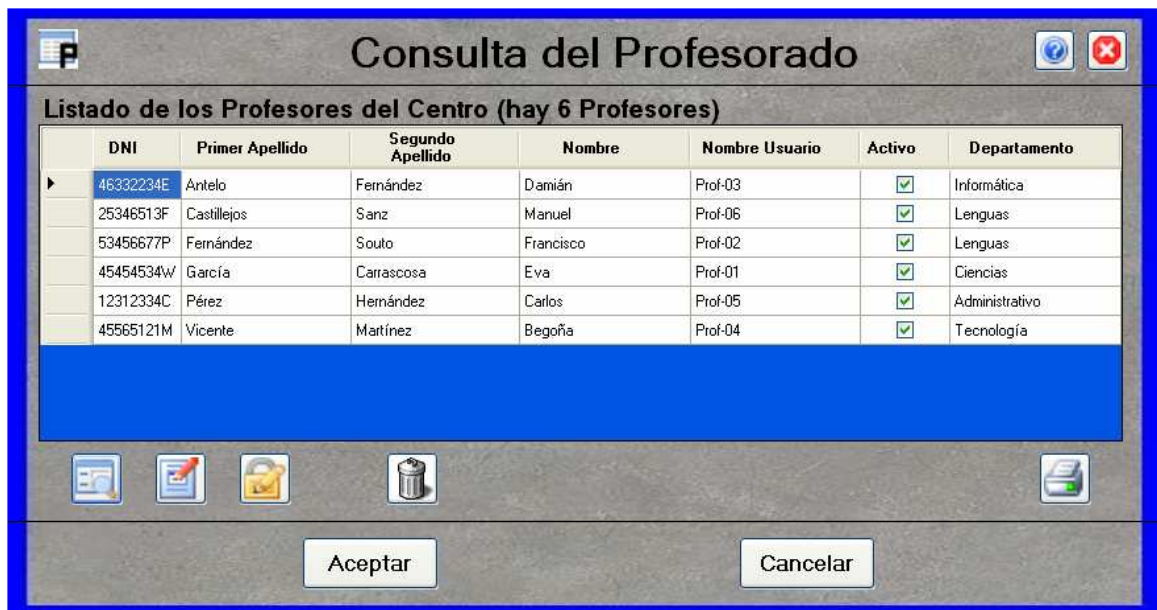 P
Consulta del Profesorado
Listado de los Profesores del Centro (hay 6 Profesores)
DNI Primer Apellido Segundo Apellido Nombre Nombre Usuario Activo Departamento
46332234E Antelo Fernández Damián Prof-03 Informática
25346513F Castillejos Sanz Manuel Prof-06 Lenguas
53456677P Fernández Souto Francisco Prof-02 Lenguas
45454534W García Carrascosa Eva Prof-01 Ciencias
12312334C Pérez Hernández Carlos Prof-05 Administrativo
45565121M Vicente Martínez Begoña Prof-04 Tecnología
Aceptar Cancelar